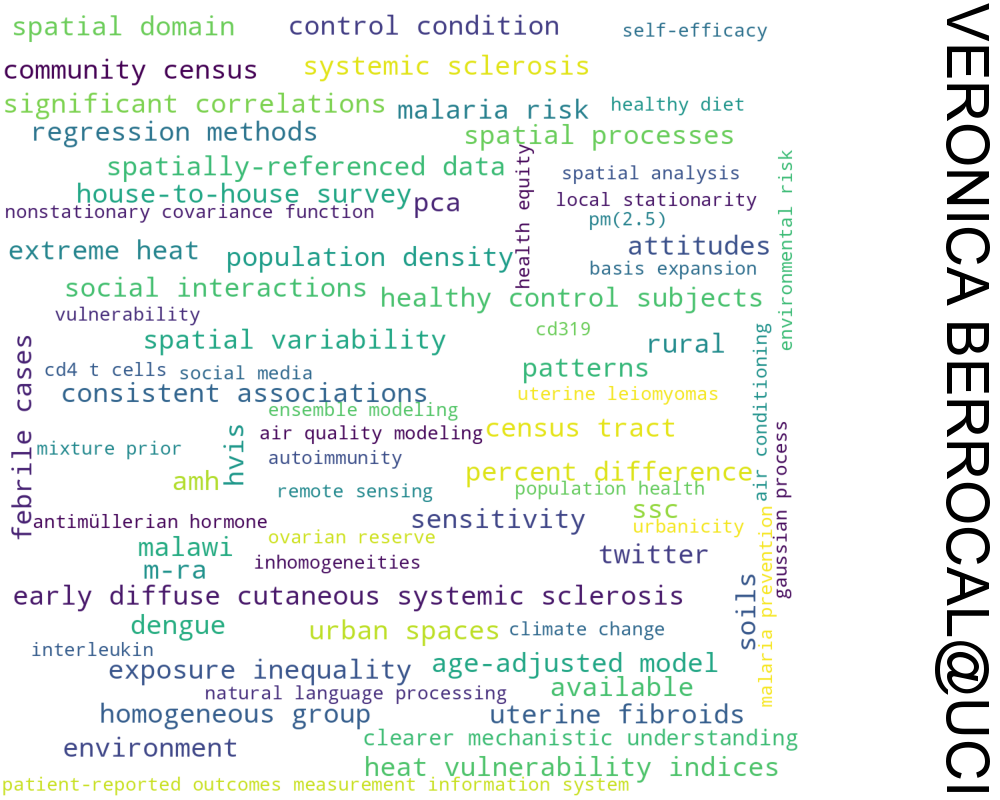 spatial domain
control condition
self-efficacy
community census
systemic sclerosis
significant correlations
malaria risk
healthy diet
regression methods
spatial processes
spatially-referenced data
health equity
spatial analysis
environmental risk
house-to-house survey
pca
local stationarity
nonstationary covariance function
pm(2.5)
extreme heat
population density
attitudes
basis expansion
social interactions
healthy control subjects
vulnerability
cd319
spatial variability
rural
febrile cases
cd4 t cells
social media
patterns
air conditioning
consistent associations
uterine leiomyomas
ensemble modeling
hvis
air quality modeling
census tract
gaussian process
mixture prior
autoimmunity
percent difference
amh
remote sensing
population health
antimüllerian hormone
sensitivity
ssc
urbanicity
malawi
ovarian reserve
twitter
malaria prevention
m-ra
inhomogeneities
early diffuse cutaneous systemic sclerosis
soils
dengue
urban spaces
climate change
interleukin
exposure inequality
age-adjusted model
natural language processing
available
homogeneous group
uterine fibroids
environment
clearer mechanistic understanding
heat vulnerability indices
patient-reported outcomes measurement information system
VERONICA BERROCAL@UCI